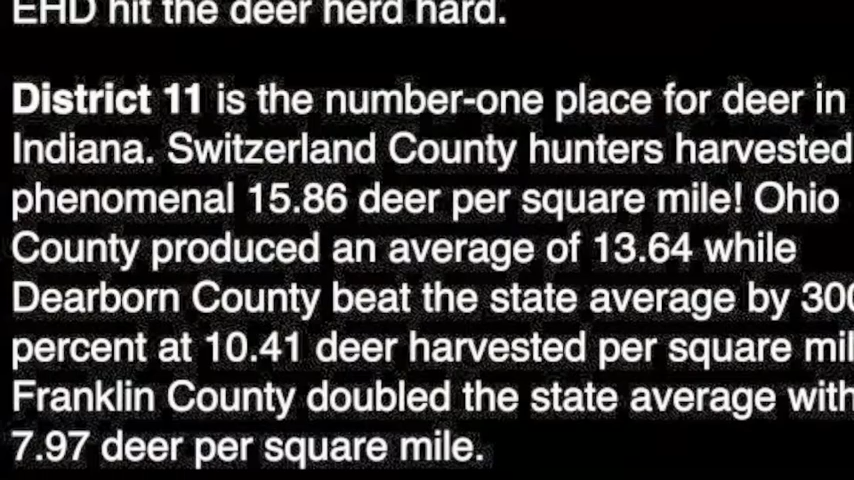 EHD hit the deer herd hard.
District 11 is the number-one place for deer in
Indiana. Switzerland County hunters harvested
phenomenal 15.86 deer per square mile! Ohio
County produced an average of 13.64 while
Dearborn County beat the state average by 300
percent at 10.41 deer harvested per square mil
Franklin County doubled the state average with
7.97 deer per square mile.